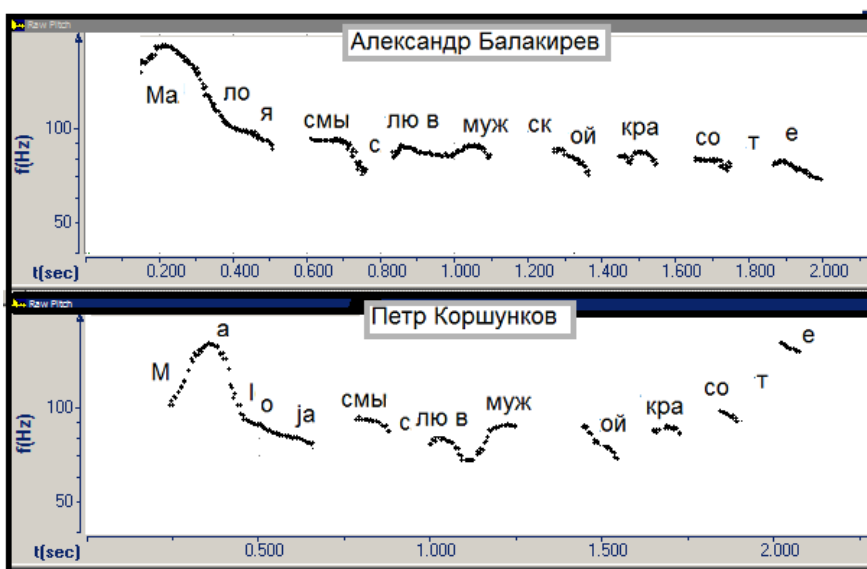 Raw Pitch
Александр Балакирев
Ма ло я смы с лю в муж ск ой кра со т е
f(Hz)
100
50
t(sec) 0.200 0.400 0.600 0.800 1.000 1.200 1.400 1.600 1.800 2.000
Raw Pitch
Петр Коршунков
М а l о ja смы с лю в муж ой кра со т е
f(Hz)
100
50
t(sec) 0.500 1.000 1.500 2.000